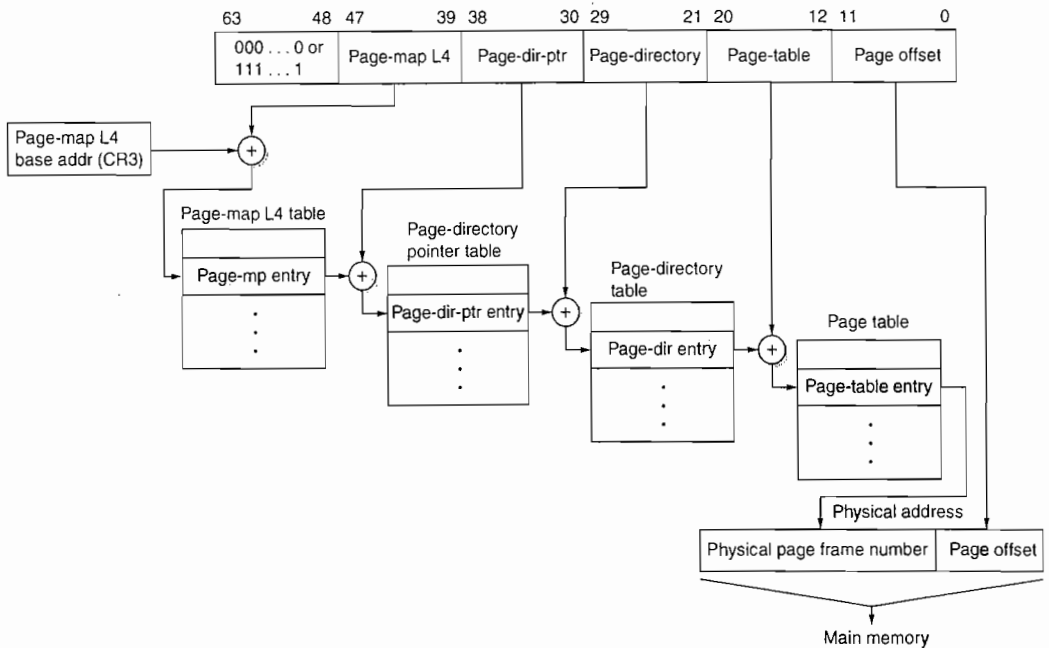 63 48 47 39 38 30 29 21 20 12 11 0
000 . . . 0 or
111 . . . 1
Page-map L4
Page-dir-ptr
Page-directory
Page-table
Page offset
Page-map L4
base addr (CR3)
+
Page-map L4 table
Page-mp entry
+
Page-directory
pointer table
Page-dir-ptr entry
+
Page-directory
table
Page-dir entry
+
Page table
Page-table entry
Physical address
Physical page frame number
Page offset
Main memory